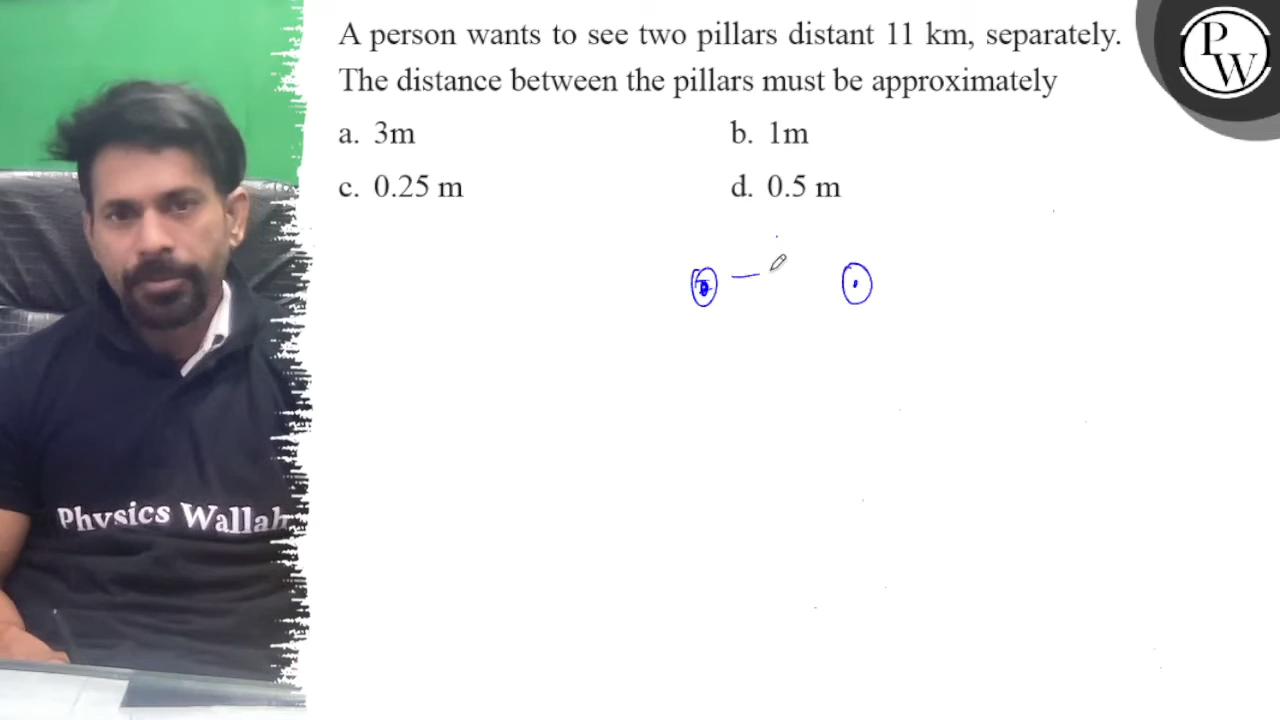 A person wants to see two pillars distant 11 km, separately.
The distance between the pillars must be approximately
a. 3m
b. 1m
c. 0.25 m
d. 0.5 m
PW
Physics Wallah